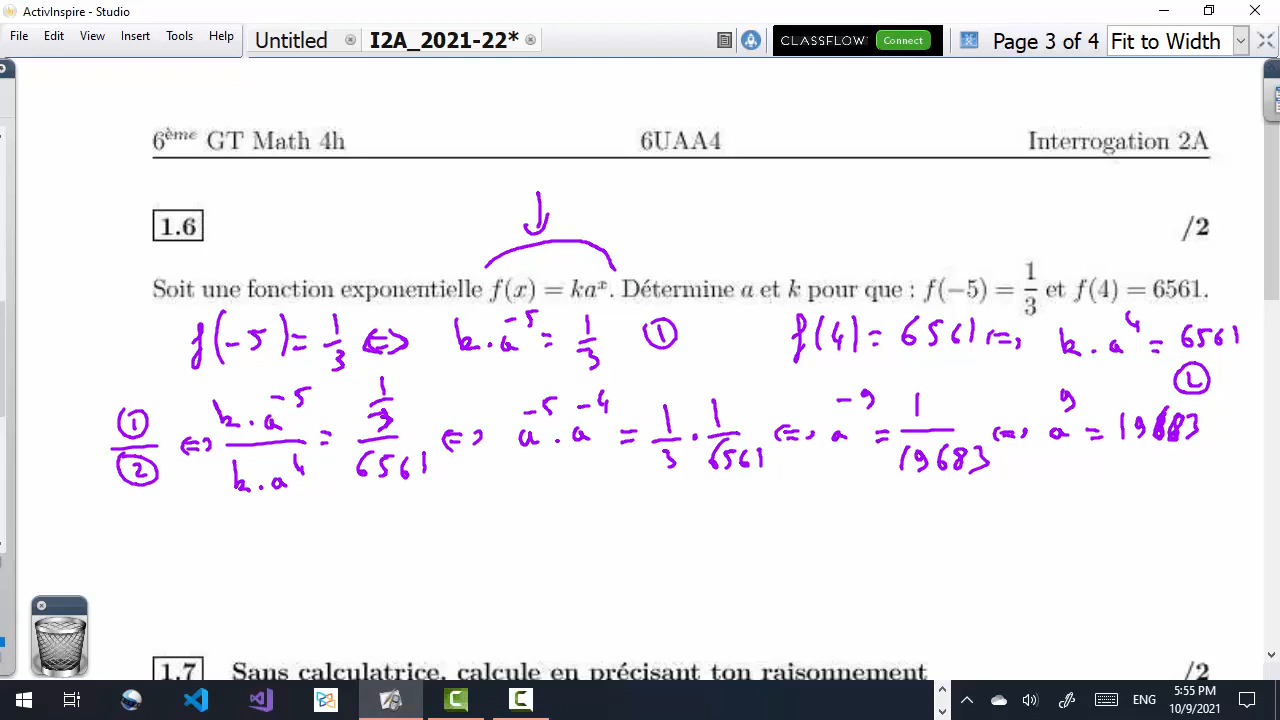 ActivInspire - Studio
File Edit View Insert Tools Help Untitled I2A_2021-22* CLASSFLOW Connect Page 3 of 4 Fit to Width
6ème GT Math 4h 6UAA4 Interrogation 2A
1.6 /2
Soit une fonction exponentielle f(x) = ka^x. Détermine a et k pour que : f(−5) = 1/3 et f(4) = 6561.
f(-5) = 1/3 <=> k.a^-5 = 1/3 ① f(4) = 6561 <=> k.a^4 = 6561 ②
①/② <=> k.a^-5 / k.a^4 = 1/3 / 6561 <=> a^-5 . a^-4 = 1/3 . 1/6561 <=> a^-9 = 1/19683 <=> a^9 = 19683
1.7 Sans calculatrice, calcule en précisant ton raisonnement /2
ENG 5:55 PM
10/9/2021